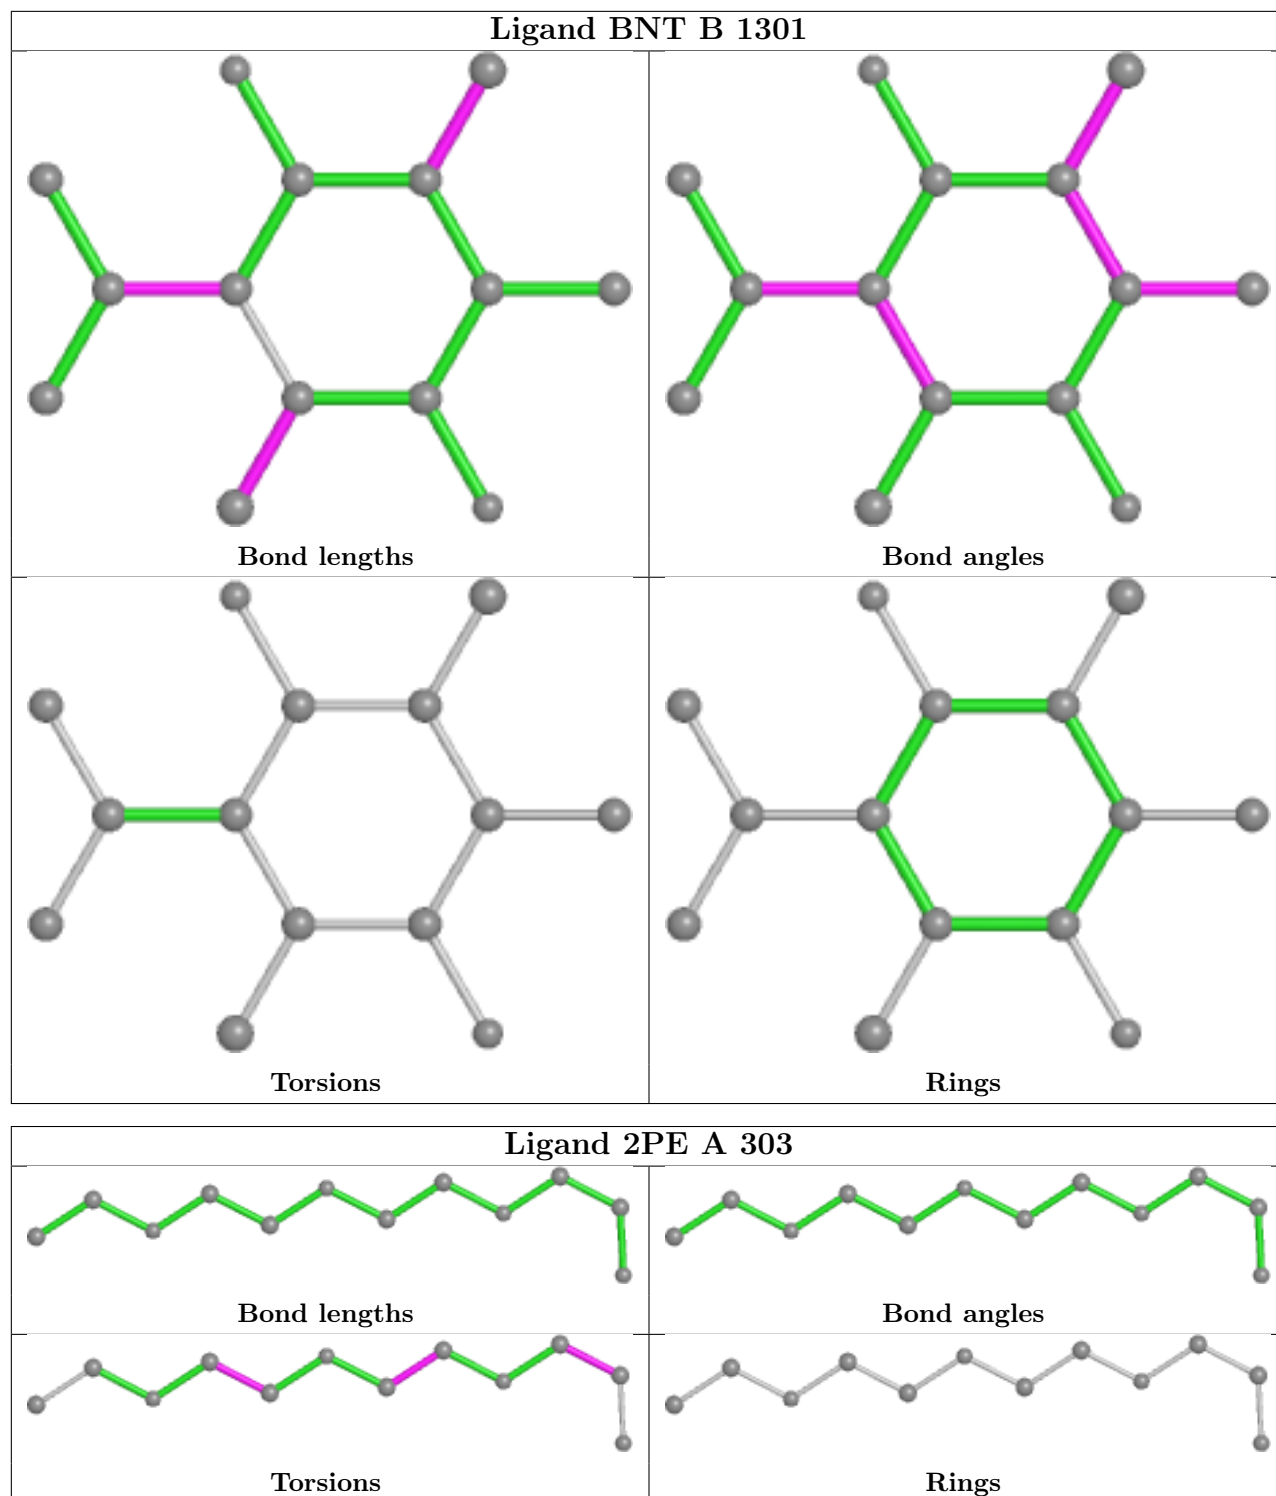 Ligand BNT B 1301
Bond lengths
Bond angles
Torsions
Rings
Ligand 2PE A 303
Bond lengths
Bond angles
Torsions
Rings